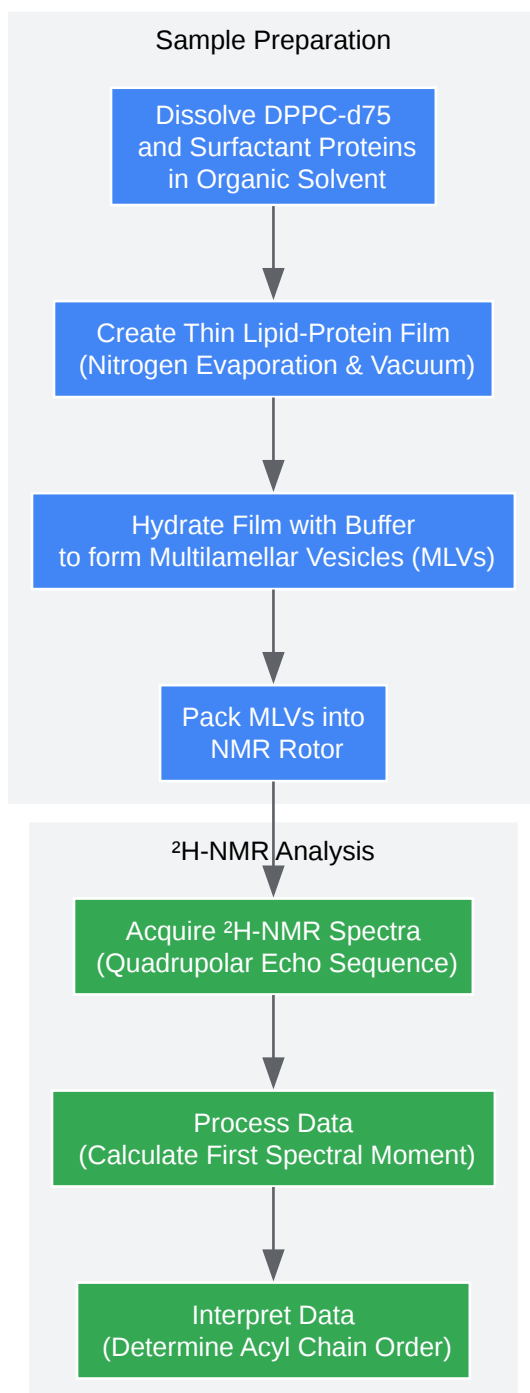 Sample Preparation
Dissolve DPPC-d75
and Surfactant Proteins
in Organic Solvent
Create Thin Lipid-Protein Film
(Nitrogen Evaporation & Vacuum)
Hydrate Film with Buffer
to form Multilamellar Vesicles (MLVs)
Pack MLVs into
NMR Rotor
²H-NMR Analysis
Acquire ²H-NMR Spectra
(Quadrupolar Echo Sequence)
Process Data
(Calculate First Spectral Moment)
Interpret Data
(Determine Acyl Chain Order)